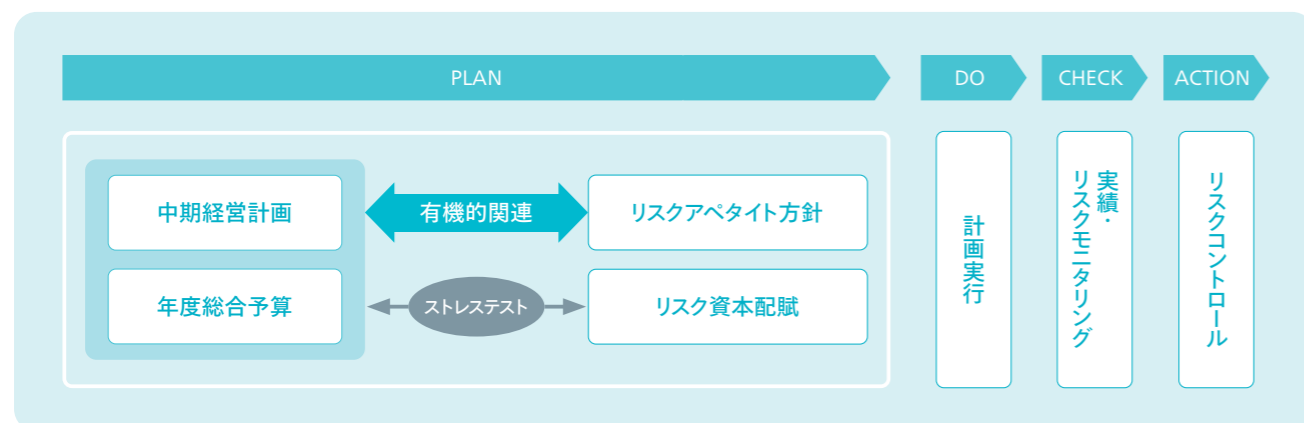 PLAN
DO
CHECK
ACTION
中期経営計画
有機的関連
リスクアペタイト方針
年度総合予算
ストレステスト
リスク資本配賦
計画実行
実績・
リスクモニタリング
リスクコントロール